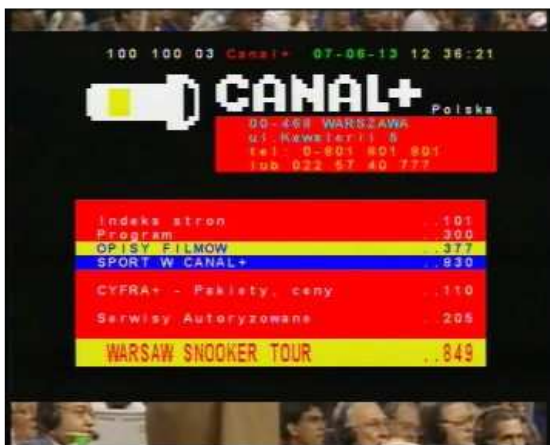 100 100 03 Canal+ 07-06-13 12 36:21
CANAL+ Polska
00-468 WARSZAWA
ul.Kawalerii 5
tel: 0-801 801 801
lub 022 57 40 777
Indeks stron ..101
Program ..300
OPISY FILMOW ..377
SPORT W CANAL+ ..830
CYFRA+ - Pakiety, ceny ..110
Serwisy Autoryzowane ..205
WARSAW SNOOKER TOUR ..849